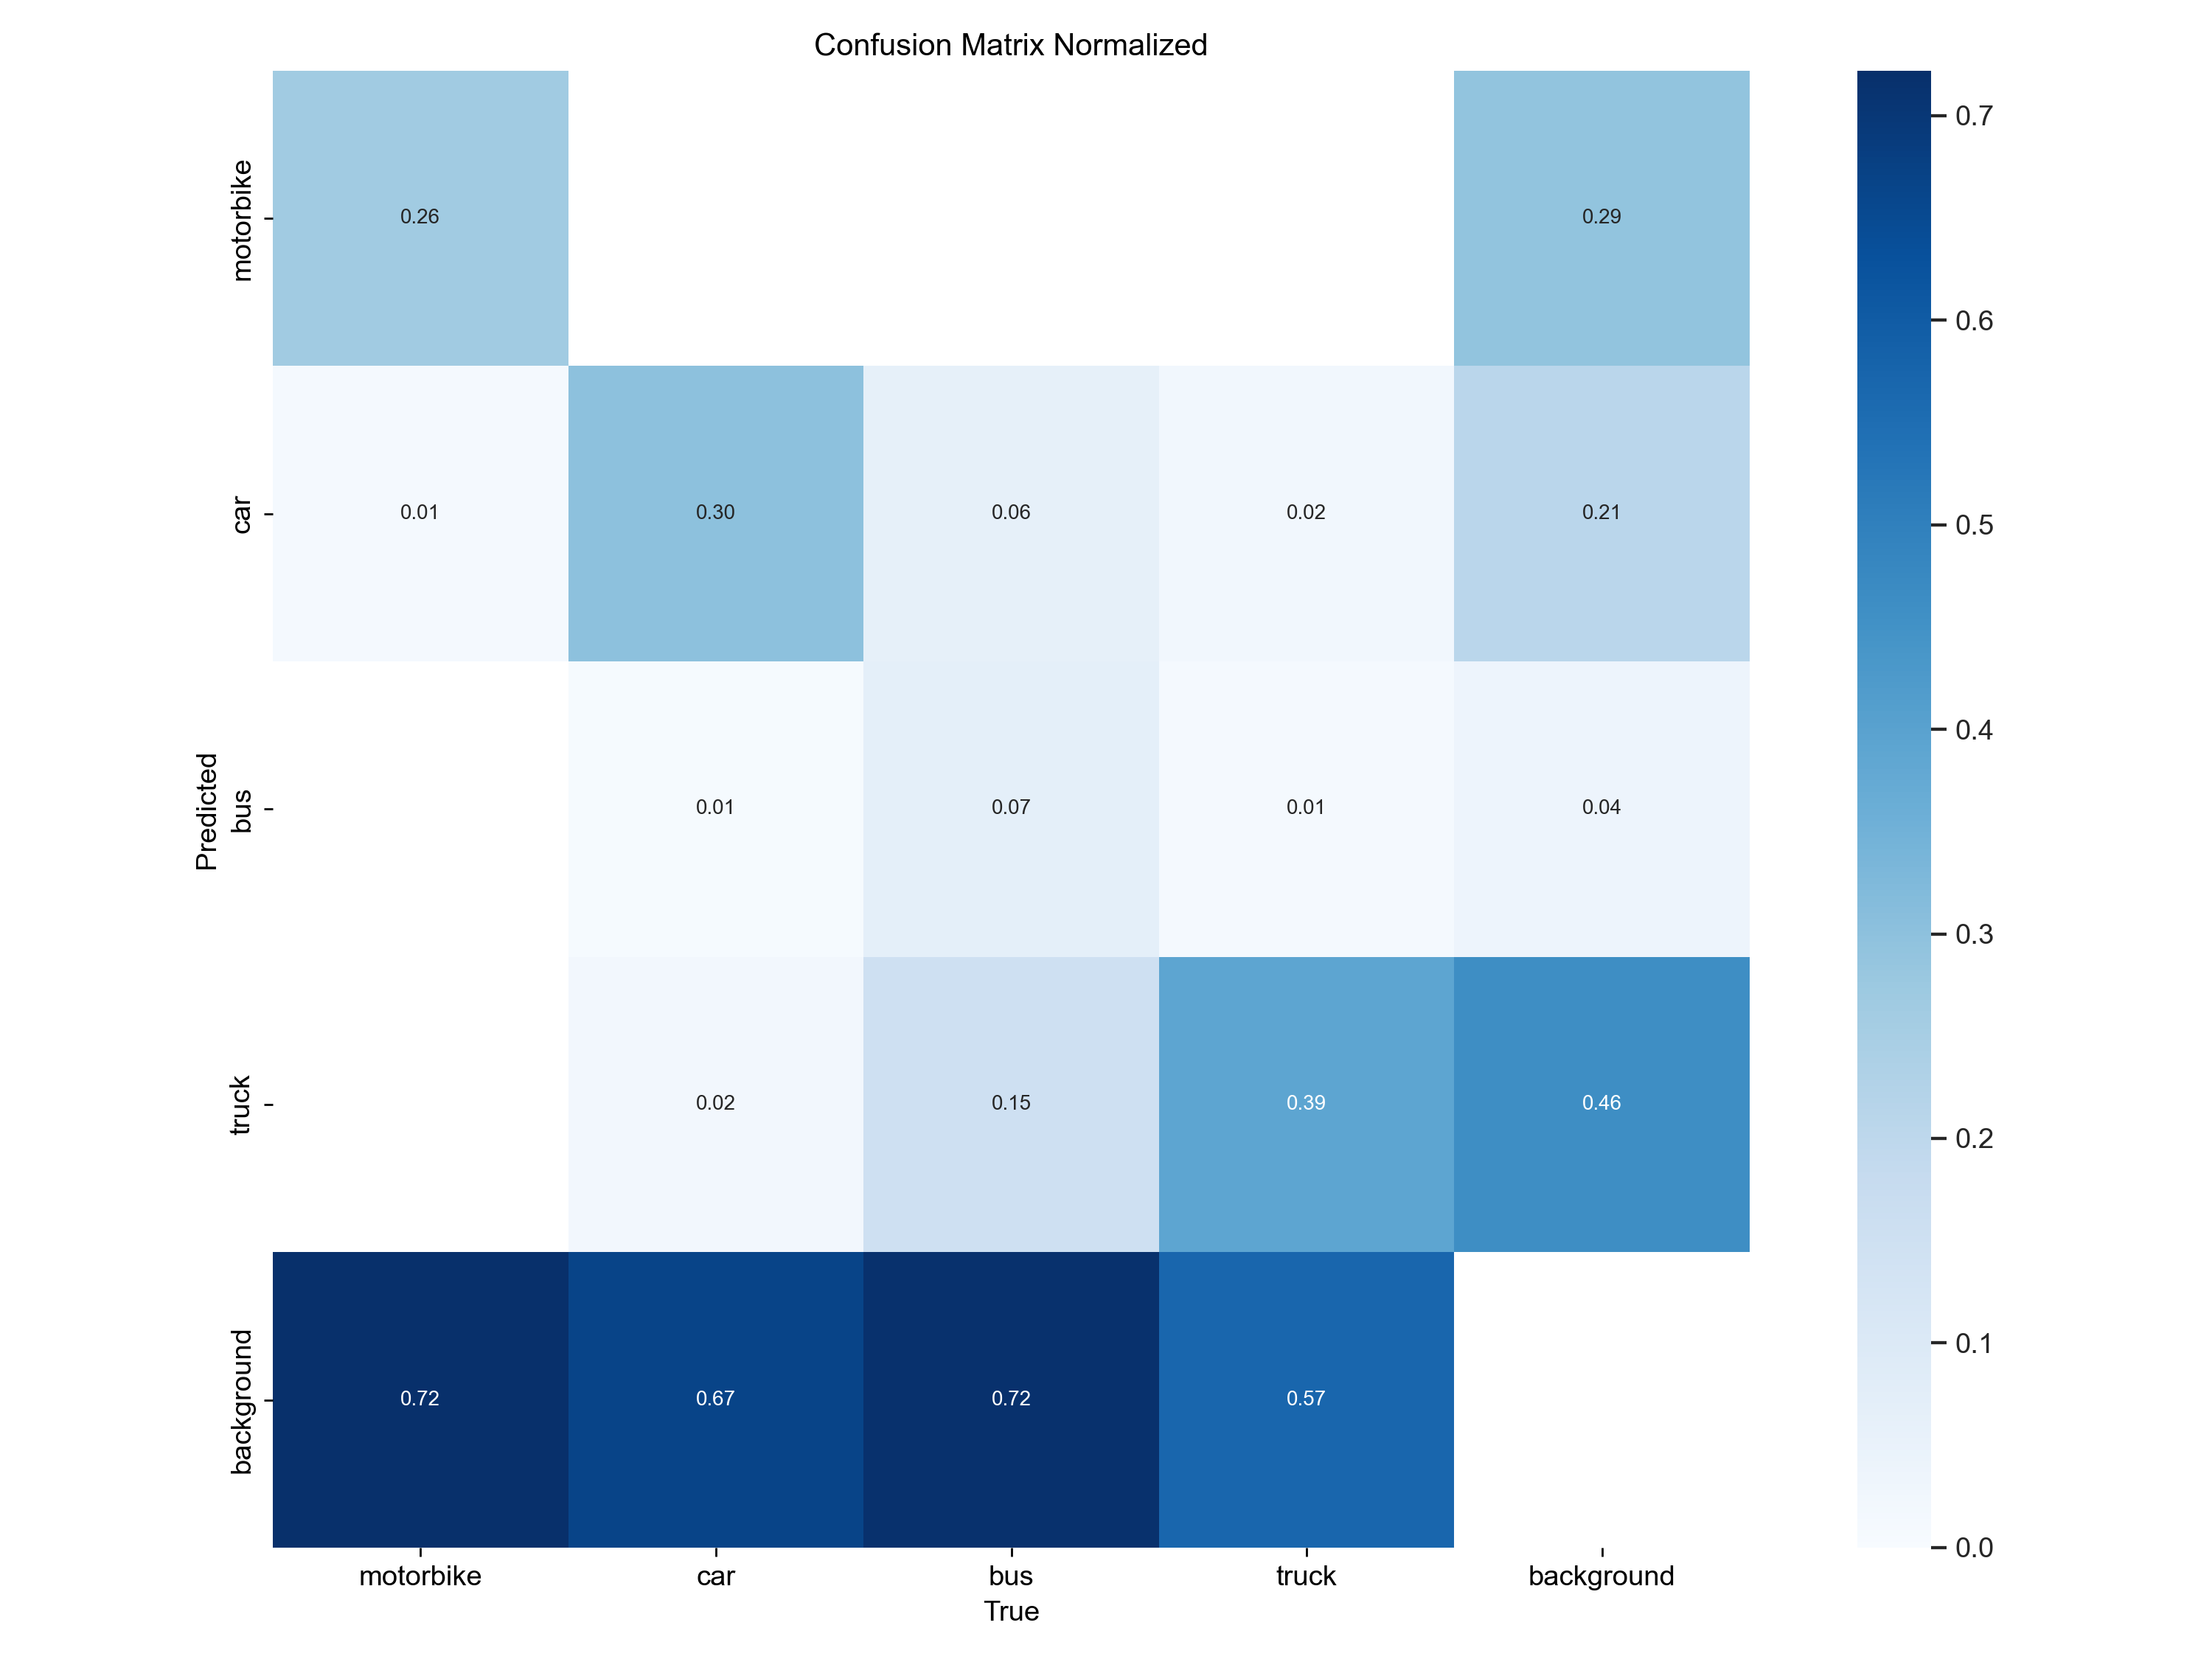 Confusion Matrix Normalized
motorbike
0.26
0.29
car
0.01
0.30
0.06
0.02
0.21
Predicted
bus
0.01
0.07
0.01
0.04
truck
0.02
0.15
0.39
0.46
background
0.72
0.67
0.72
0.57
motorbike
car
bus
truck
background
True
0.7
0.6
0.5
0.4
0.3
0.2
0.1
0.0